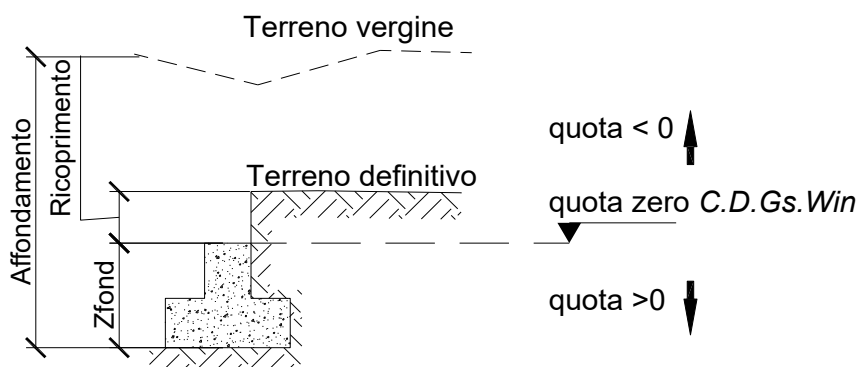 Terreno vergine
Affondamento
Ricoprimento
quota < 0
Terreno definitivo
quota zero C.D.Gs.Win
Zfond
quota >0